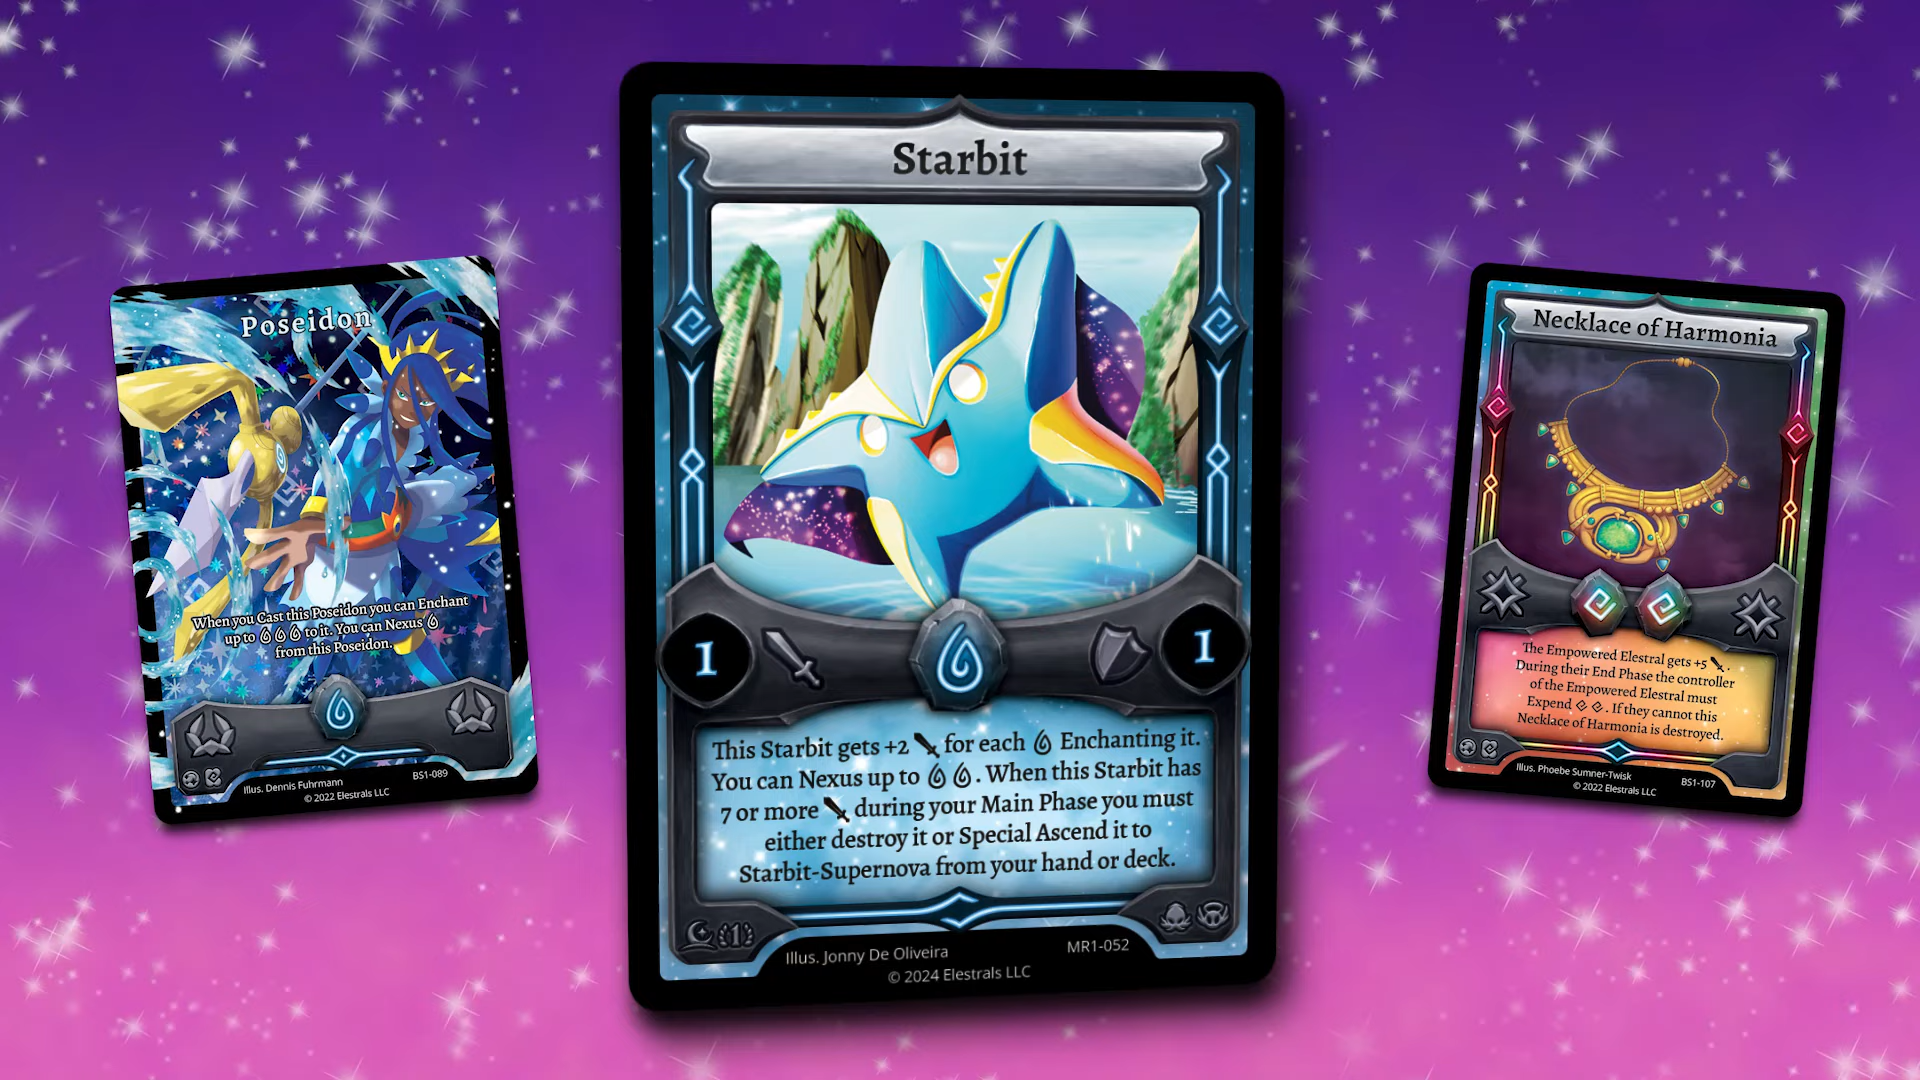 Poseidon
When you Cast this Poseidon you can Enchant
up to to it. You can Nexus
from this Poseidon.
Illus. Dennis Fuhrmann
BS1-089
© 2022 Elestrals LLC
Starbit
1
1
This Starbit gets +2 for each Enchanting it.
You can Nexus up to . When this Starbit has
7 or more during your Main Phase you must
either destroy it or Special Ascend it to
Starbit-Supernova from your hand or deck.
1
Illus. Jonny De Oliveira
MR1-052
© 2024 Elestrals LLC
Necklace of Harmonia
The Empowered Elestral gets +5 .
During their End Phase the controller
of the Empowered Elestral must
Expend . If they cannot this
Necklace of Harmonia is destroyed.
Illus. Phoebe Sumner-Twisk
BS1-107
© 2022 Elestrals LLC